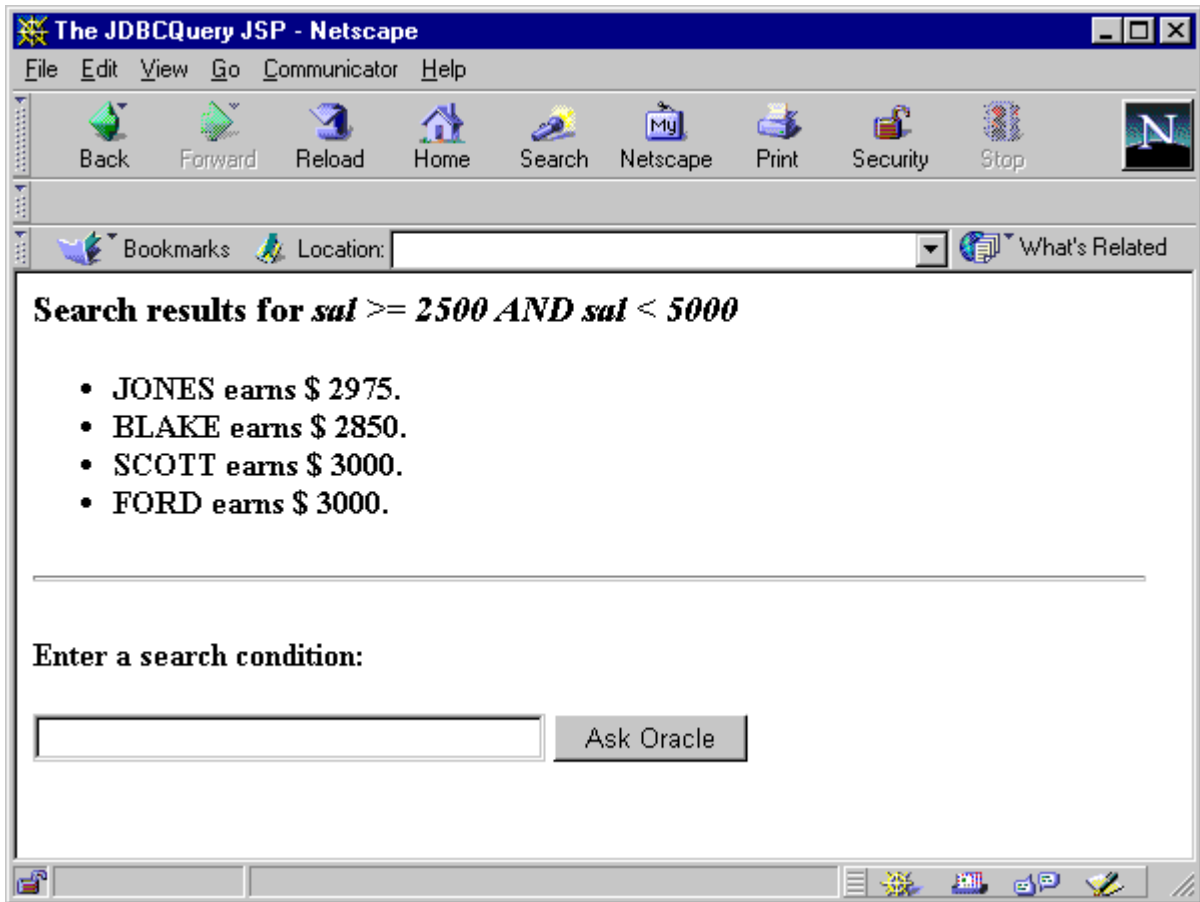 The JDBCQuery JSP - Netscape
File Edit View Go Communicator Help
Back Forward Reload Home Search Netscape Print Security Stop
My
N
Bookmarks Location: What's Related
Search results for sal >= 2500 AND sal < 5000
• JONES earns $ 2975.
• BLAKE earns $ 2850.
• SCOTT earns $ 3000.
• FORD earns $ 3000.
Enter a search condition:
Ask Oracle